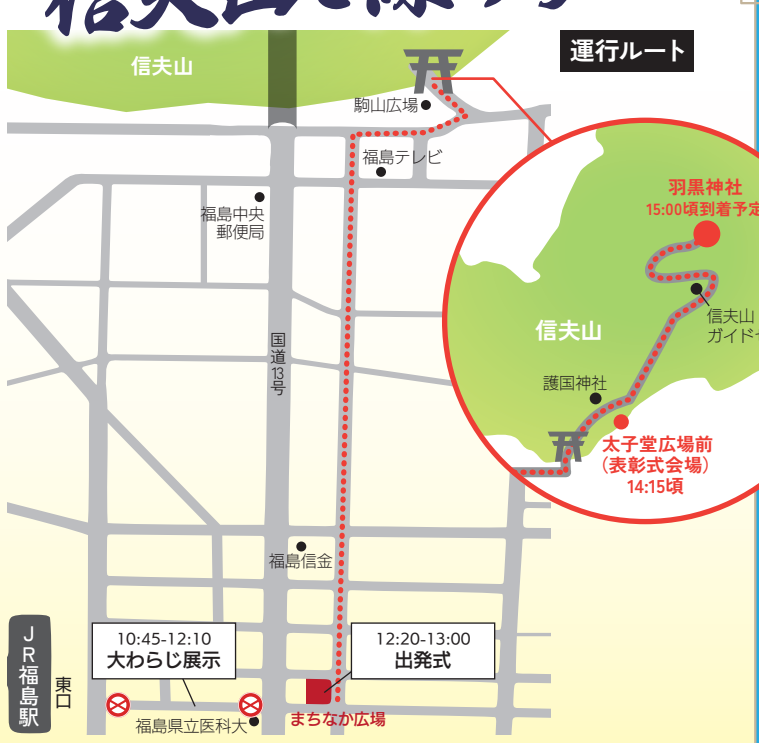 運行ルート
信夫山
駒山広場
福島テレビ
福島中央
郵便局
国道13号
羽黒神社
15:00頃到着予定
信夫山
ガイド
信夫山
護国神社
太子堂広場前
(表彰式会場)
14:15頃
福島信金
10:45-12:10
大わらじ展示
12:20-13:00
出発式
JR福島駅
東口
福島県立医科大
まちなか広場